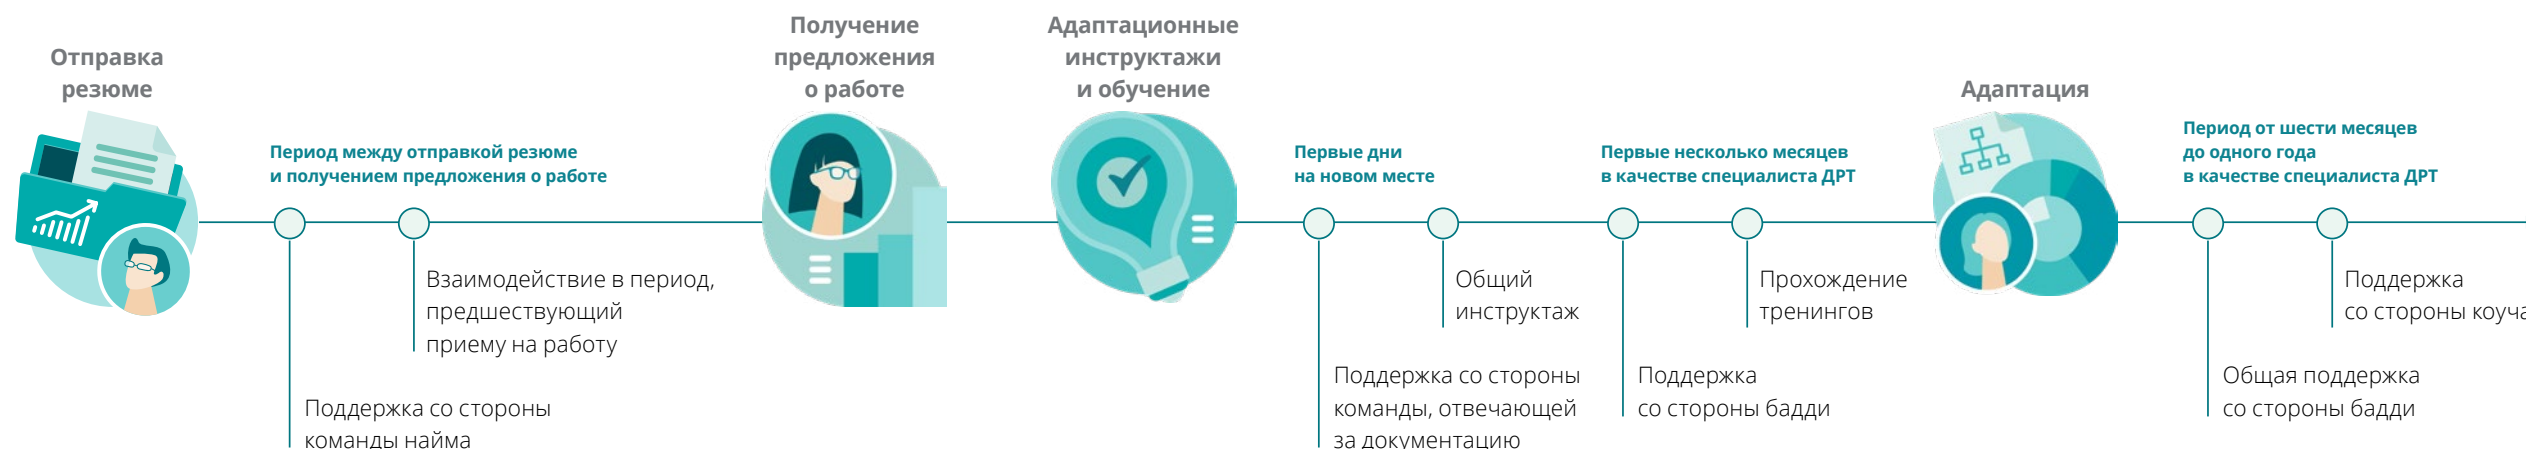 Отправка
резюме
Период между отправкой резюме
и получением предложения о работе
Взаимодействие в период,
предшествующий
приему на работу
Поддержка со стороны
команды найма
Получение
предложения
о работе
Адаптационные
инструктажи
и обучение
Первые дни
на новом месте
Общий
инструктаж
Поддержка со стороны
команды, отвечающей
за документацию
Первые несколько месяцев
в качестве специалиста ДРТ
Прохождение
тренингов
Поддержка
со стороны бадди
Адаптация
Период от шести месяцев
до одного года
в качестве специалиста ДРТ
Поддержка
со стороны коуча
Общая поддержка
со стороны бадди